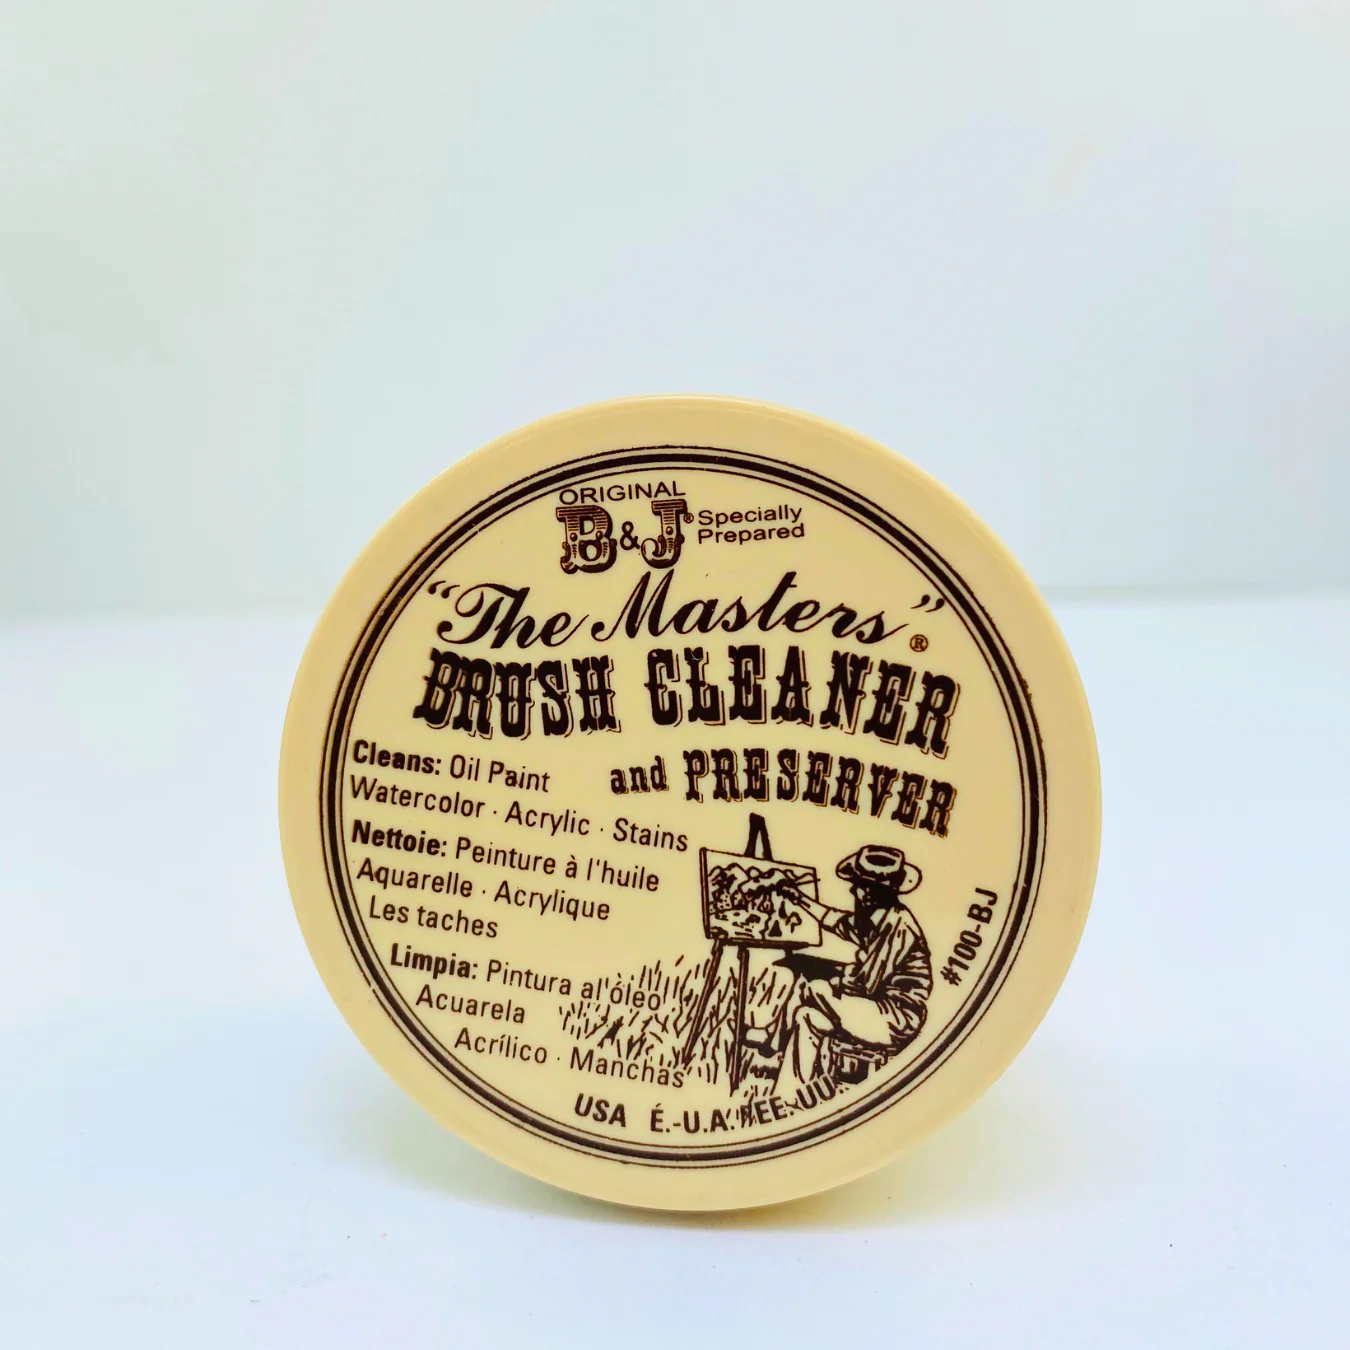 ORIGINAL
B&J® Specially
Prepared
“The Masters”®
BRUSH CLEANER
and PRESERVER
Cleans: Oil Paint
Watercolor · Acrylic · Stains
Nettoie: Peinture à l'huile
Aquarelle · Acrylique
Les taches
Limpia: Pintura al'óleo
Acuarela
Acrílico · Manchas
#100-BJ
USA É.-U.A. EE.UU.